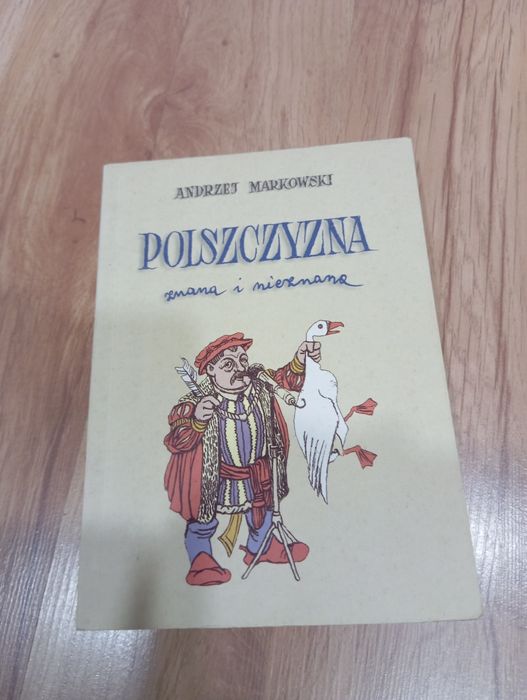 ANDRZEJ MARKOWSKI
POLSZCZYZNA
znana i nieznana